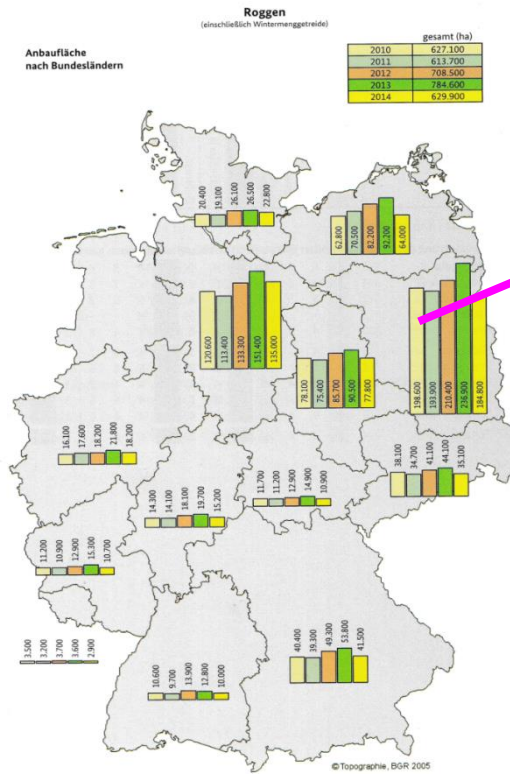 Roggen
(einschließlich Wintermenggetreide)
Anbaufläche
nach Bundesländern
gesamt (ha)
2010 627.100
2011 613.700
2012 708.500
2013 784.600
2014 629.900
20.400 19.100 26.100 26.500 22.800
62.800 70.500 82.200 92.200 64.000
120.600 113.400 133.300 151.400 135.000
198.600 193.900 210.400 236.900 184.800
78.100 75.400 85.700 90.500 77.800
16.100 17.600 18.200 21.800 18.200
38.100 34.700 41.100 44.100 35.100
14.300 14.100 18.100 19.700 15.200
11.700 11.200 12.900 14.900 10.900
11.200 10.900 12.900 15.300 10.700
3.500 3.200 3.700 3.600 2.900
40.400 39.300 49.300 53.800 41.500
10.600 9.700 13.900 12.800 10.000
©Topographie, BGR 2005